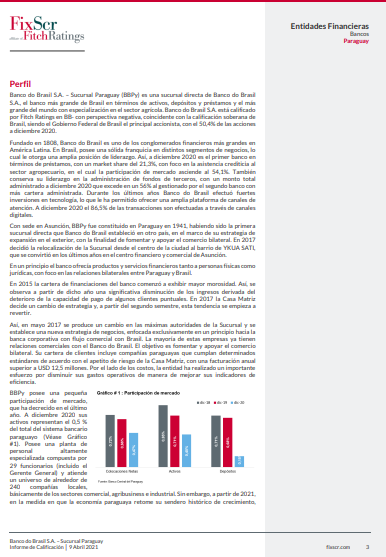 FixScr
FitchRatings
Entidades Financieras
Bancos
Paraguay
Perfil
Banco do Brasil S.A. – Sucursal Paraguay (BBPy) es una sucursal directa de Banco do Brasil
S.A., el banco más grande de Brasil en términos de activos, depósitos y préstamos y el más
grande del mundo con especialización en el sector agrícola. Banco do Brasil S.A. está calificado
por Fitch Ratings en BB- con perspectiva negativa, coincidente con la calificación soberana de
Brasil, siendo el Gobierno Federal de Brasil el principal accionista, con el 50,4% de las acciones
a diciembre 2020.
Fundado en 1808, Banco do Brasil es uno de los conglomerados financieros más grandes en
América Latina. En Brasil, posee una sólida franquicia en distintos segmentos de negocios, lo
cual le otorga una amplia posición de liderazgo. Así, a diciembre 2020 es el primer banco en
términos de préstamos, con un market share del 21,3%, con foco en la asistencia crediticia al
sector agropecuario, en el cual la participación de mercado asciende al 54,1%. También
conserva su liderazgo en la administración de fondos de terceros, con un monto total
administrado a diciembre 2020 que excede en un 56% al gestionado por el segundo banco con
más cartera administrada. Durante los últimos años Banco do Brasil efectuó fuertes
inversiones en tecnología, lo que le ha permitido ofrecer una amplia plataforma de canales de
atención. A diciembre 2020 el 86,5% de las transacciones son efectuadas a través de canales
digitales.
Con sede en Asunción, BBPy fue constituido en Paraguay en 1941, habiendo sido la primera
sucursal directa que Banco do Brasil estableció en otro país, en el marco de su estrategia de
expansión en el exterior, con la finalidad de fomentar y apoyar el comercio bilateral. En 2017
decidió la relocalización de la Sucursal desde el centro de la ciudad al barrio de YKUA SATI,
que se convirtió en los últimos años en el centro financiero y comercial de Asunción.
En un principio el banco ofrecía productos y servicios financieros tanto a personas físicas como
jurídicas, con foco en las relaciones bilaterales entre Paraguay y Brasil.
En 2015 la cartera de financiaciones del banco comenzó a exhibir mayor morosidad. Así, se
observa a partir de dicho año una significativa disminución de los ingresos derivada del
deterioro de la capacidad de pago de algunos clientes puntuales. En 2017 la Casa Matriz
decide un cambio de estrategia y, a partir del segundo semestre, esta tendencia se empieza a
revertir.
Así, en mayo 2017 se produce un cambio en las máximas autoridades de la Sucursal y se
establece una nueva estrategia de negocios, enfocada exclusivamente en un principio hacia la
banca corporativa con flujo comercial con Brasil. La mayoría de estas empresas ya tienen
relaciones comerciales con el Banco do Brasil. El objetivo es fomentar y apoyar el comercio
bilateral. Su cartera de clientes incluye compañías paraguayas que cumplan determinados
estándares de acuerdo con el apetito de riesgo de la Casa Matriz, con una facturación anual
superior a USD 12,5 millones. Por el lado de los costos, la entidad ha realizado un importante
esfuerzo por disminuir sus gastos operativos de manera de mejorar sus indicadores de
eficiencia.
BBPy posee una pequeña
participación de mercado,
que ha decrecido en el último
año. A diciembre 2020 sus
activos representan el 0,5 %
del total del sistema bancario
paraguayo (Véase Gráfico
#1). Posee una planta de
personal altamente
especializada compuesta por
29 funcionarios (incluido el
Gerente General) y atiende
un universo de alrededor de
240 compañías locales,
básicamente de los sectores comercial, agribusiness e industrial. Sin embargo, a partir de 2021,
en la medida en que la economía paraguaya retome su sendero histórico de crecimiento,
Gráfico # 1 : Participación de mercado
dic-18 dic-19 dic-20
Colocaciones Netas Activos Depósitos
Fuente: Banco Central del Paraguay
Banco do Brasil S.A. – Sucursal Paraguay
Informe de Calificación | 9 Abril 2021
fixscr.com 3